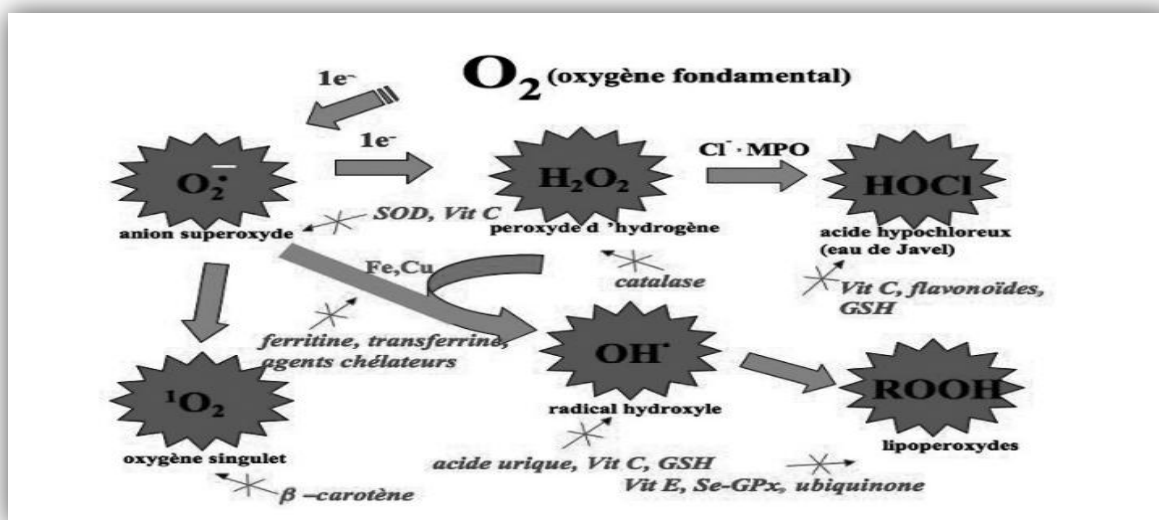 O₂ (oxygène fondamental)
1e⁻
1e⁻
Cl⁻·MPO
O₂•⁻
H₂O₂
HOCl
SOD, Vit C
anion superoxyde
peroxyde d ’hydrogène
acide hypochloreux
(eau de Javel)
Fe,Cu
catalase
Vit C, flavonoïdes,
GSH
ferritine, transferrine,
agents chélateurs
OH•
¹O₂
ROOH
radical hydroxyle
lipoperoxydes
oxygène singulet
acide urique, Vit C, GSH
Vit E, Se-GPx, ubiquinone
β –carotène